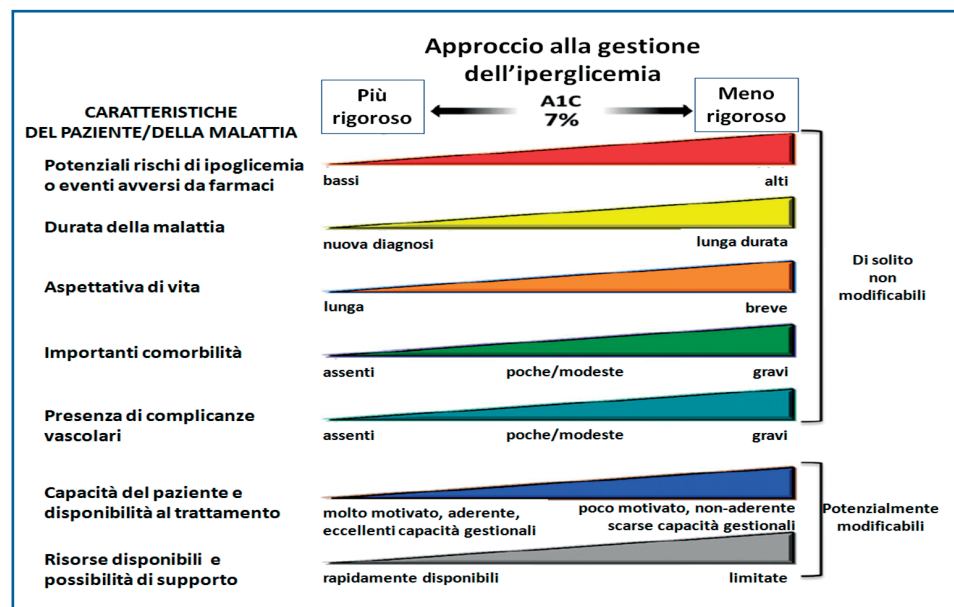 Approccio alla gestione
dell'iperglicemia
Più
rigoroso
A1C
7%
Meno
rigoroso
CARATTERISTICHE
DEL PAZIENTE/DELLA MALATTIA
Potenziali rischi di ipoglicemia
o eventi avversi da farmaci
bassi
alti
Durata della malattia
nuova diagnosi
lunga durata
Aspettativa di vita
lunga
breve
Importanti comorbilità
assenti
poche/modeste
gravi
Presenza di complicanze
vascolari
assenti
poche/modeste
gravi
Di solito
non
modificabili
Capacità del paziente e
disponibilità al trattamento
molto motivato, aderente,
eccellenti capacità gestionali
poco motivato, non-aderente
scarse capacità gestionali
Risorse disponibili e
possibilità di supporto
rapidamente disponibili
limitate
Potenzialmente
modificabili